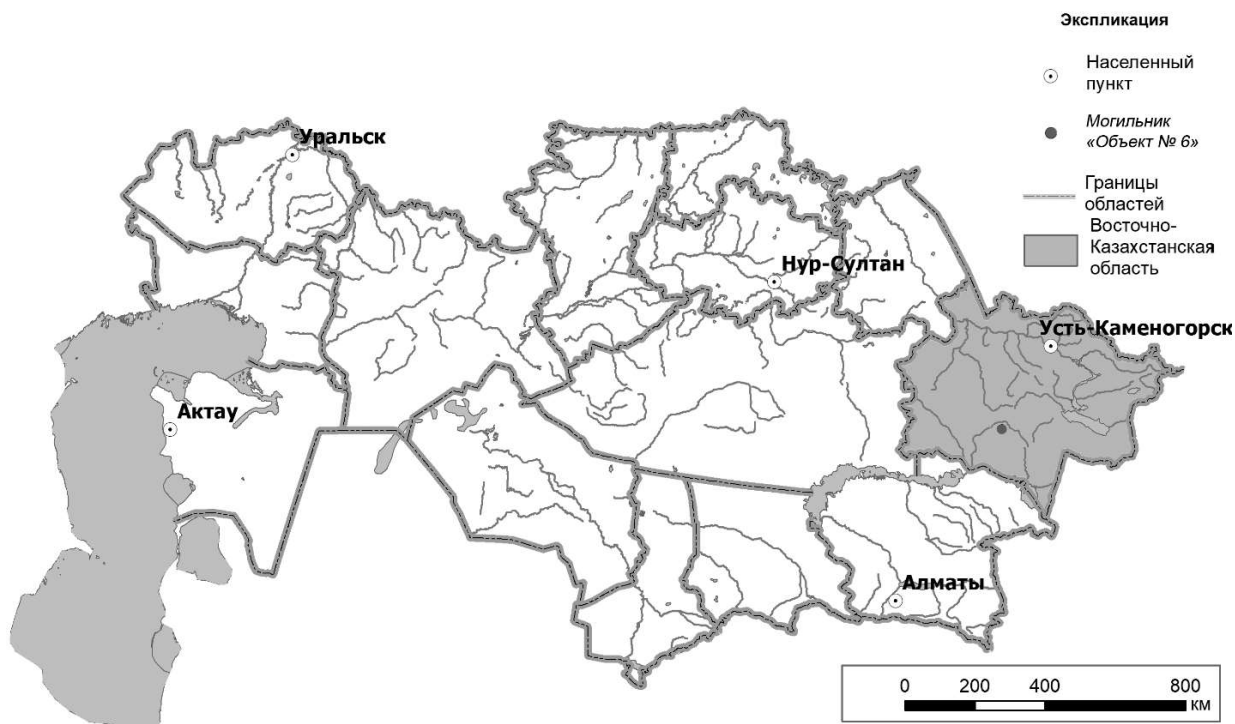 Экспликация
Населенный
пункт
Могильник
«Объект № 6»
Границы
областей
Восточно-
Казахстанская
область
Уральск
Нур-Султан
Усть-Каменогорск
Актау
Алматы
0 200 400 800
КМ